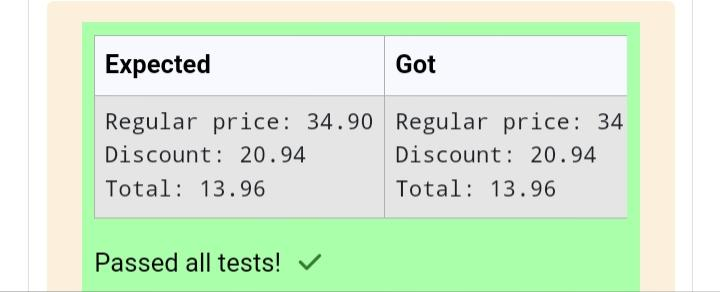 Expected Got
Regular price: 34.90 Regular price: 34
Discount: 20.94 Discount: 20.94
Total: 13.96 Total: 13.96
Passed all tests!